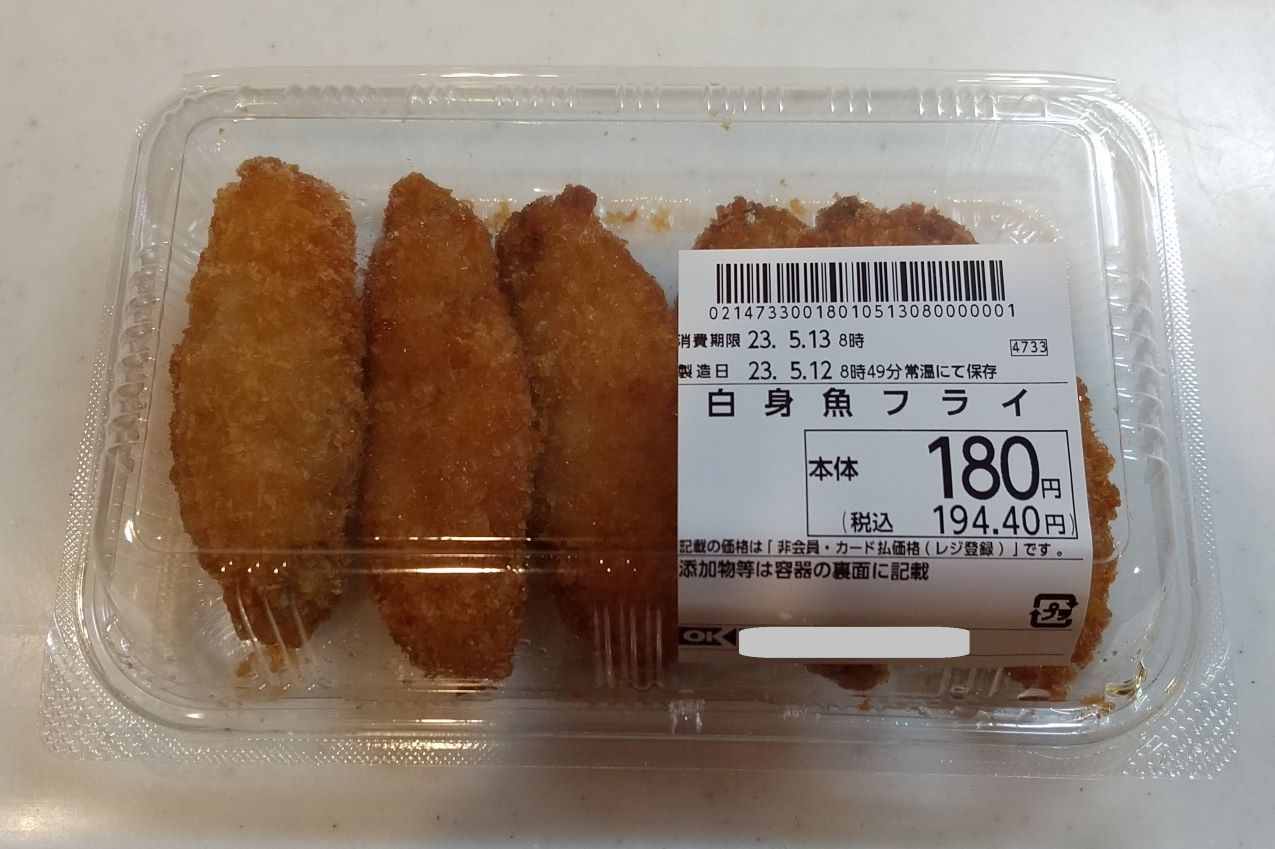 02147330018010513080000001
消費期限 23. 5.13 8時
4733
製造日 23. 5.12 8時49分常温にて保存
白身魚フライ
本体 180円
(税込 194.40円)
記載の価格は「非会員・カード払価格(レジ登録)」です。
添加物等は容器の裏面に記載
プラ
OK